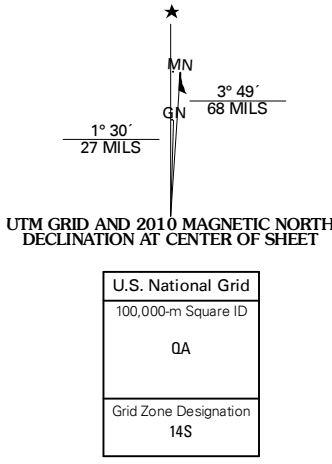 ★
MN
3° 49´
68 MILS
GN
1° 30´
27 MILS
UTM GRID AND 2010 MAGNETIC NORTH
DECLINATION AT CENTER OF SHEET
U.S. National Grid
100,000-m Square ID
QA
Grid Zone Designation
14S